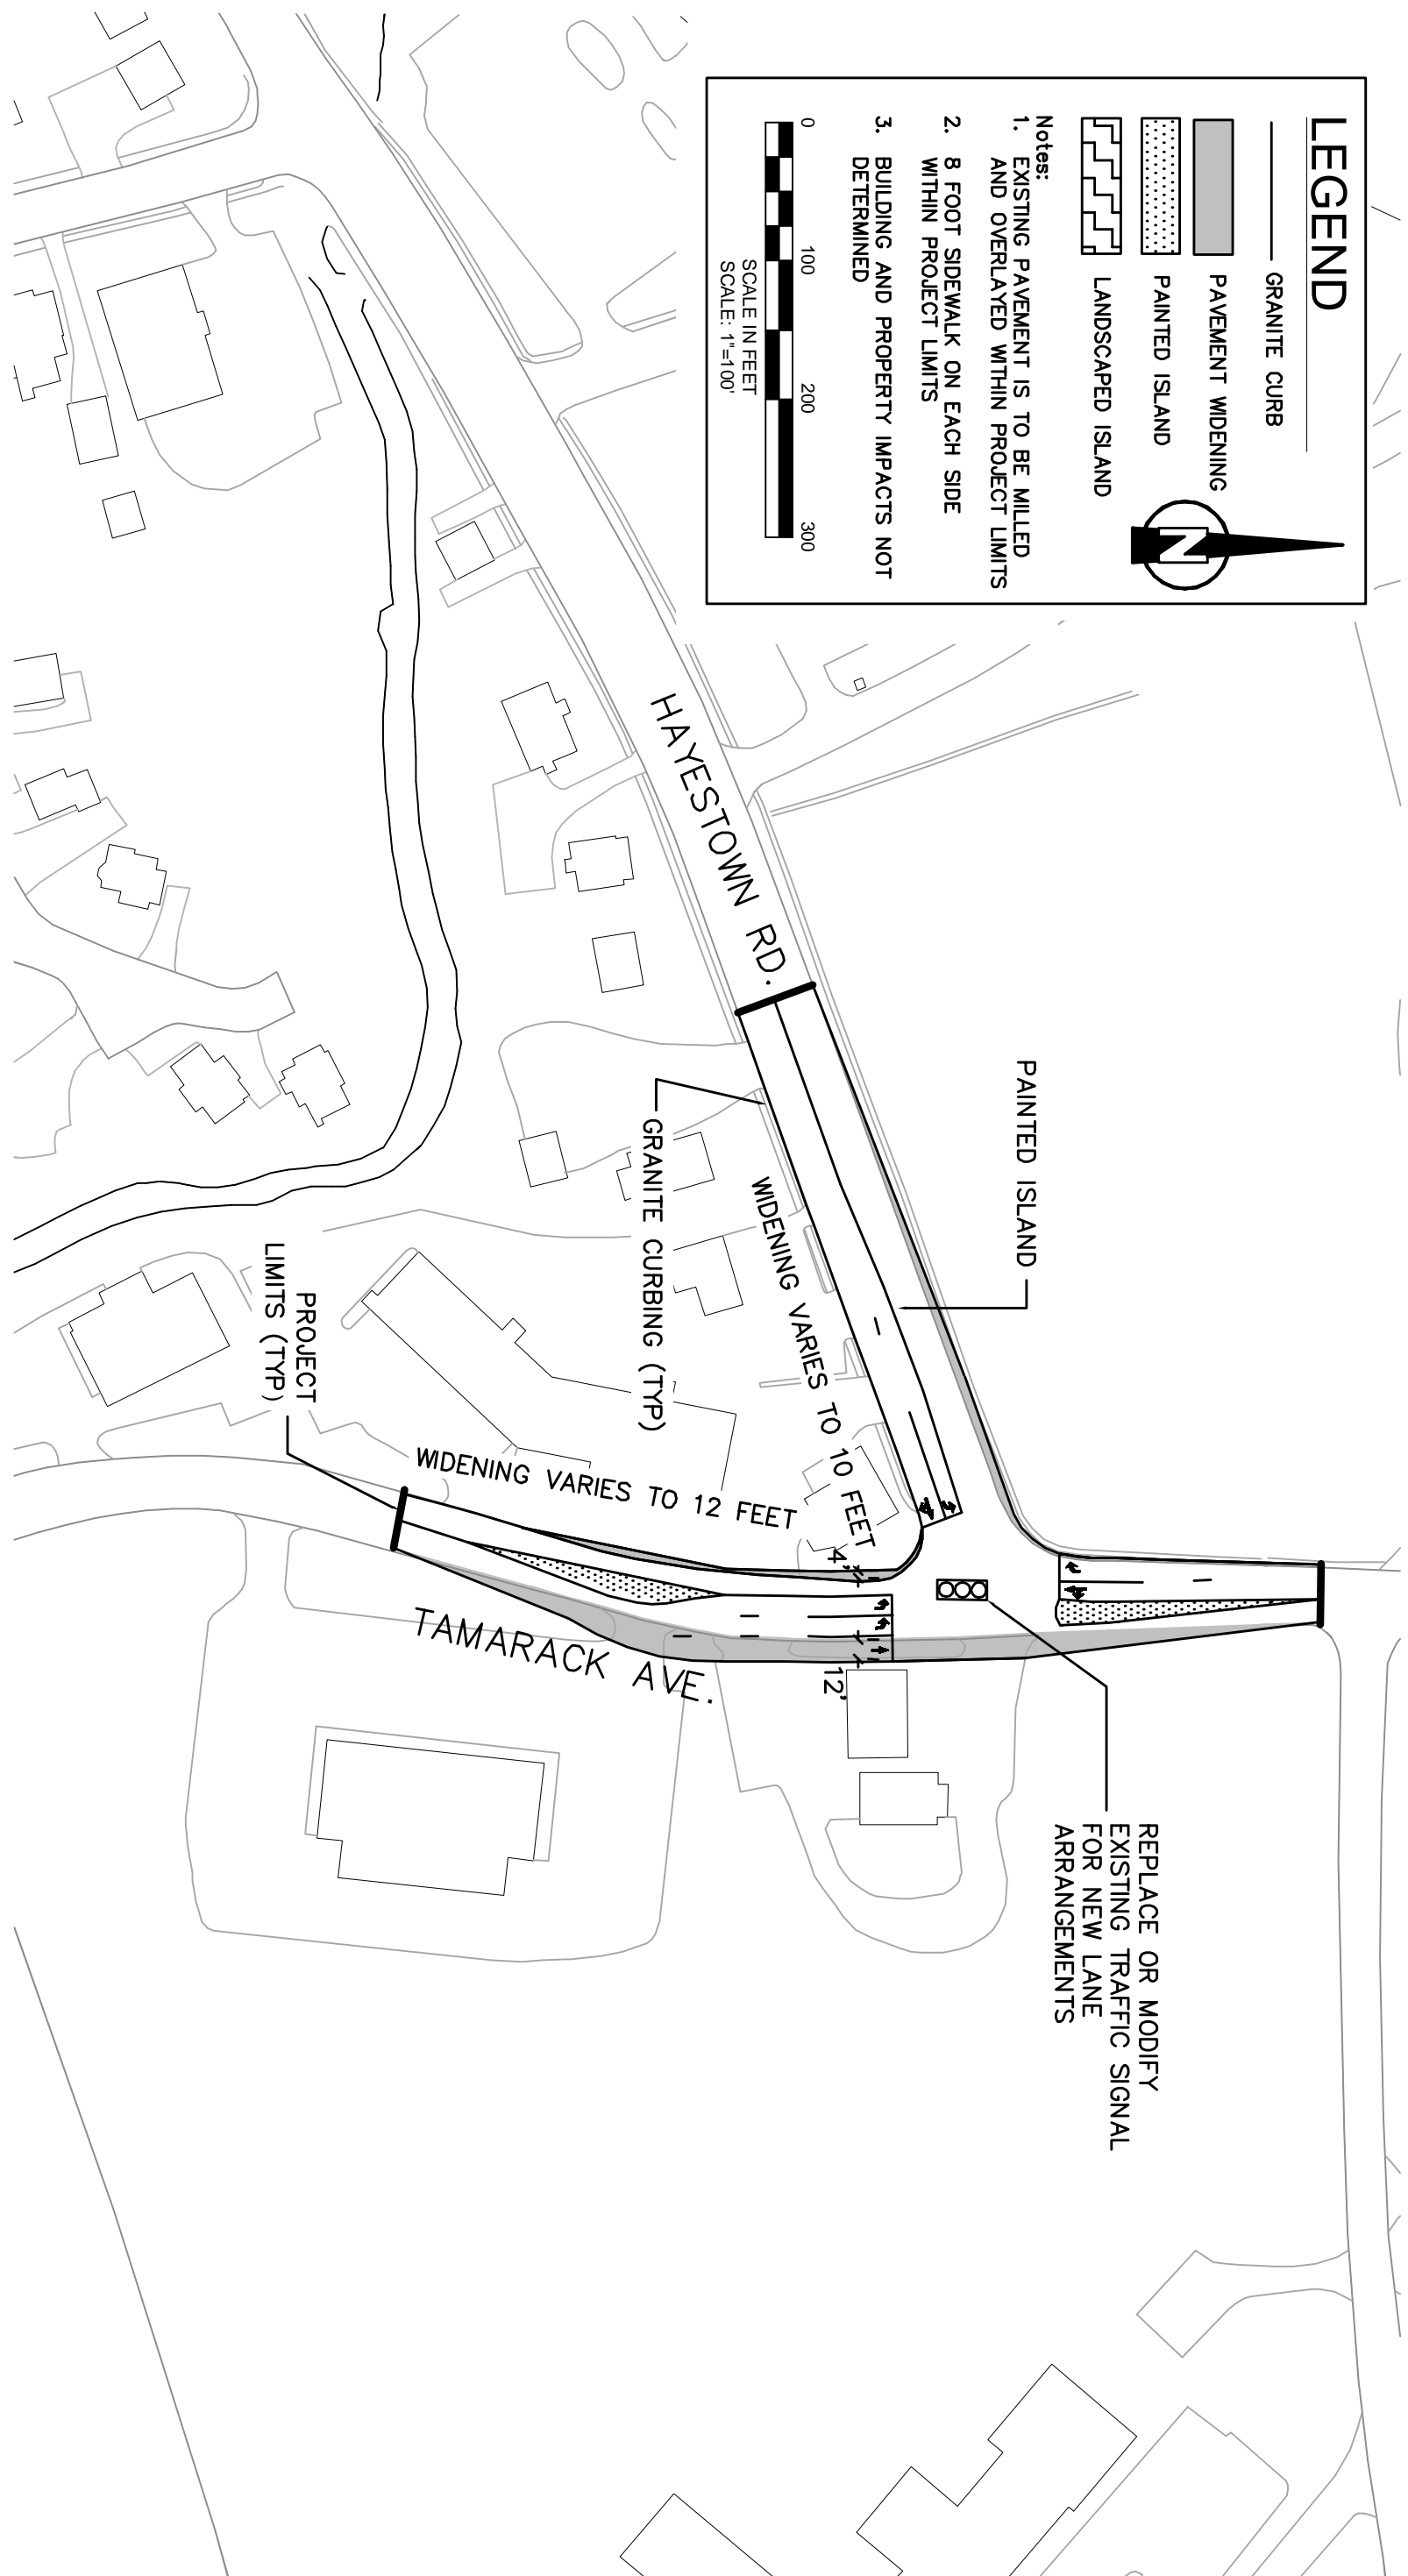 LEGEND
GRANITE CURB
PAVEMENT WIDENING
PAINTED ISLAND
LANDSCAPED ISLAND
N
Notes:
1. EXISTING PAVEMENT IS TO BE MILLED
AND OVERLAYED WITHIN PROJECT LIMITS
2. 8 FOOT SIDEWALK ON EACH SIDE
WITHIN PROJECT LIMITS
3. BUILDING AND PROPERTY IMPACTS NOT
DETERMINED
0 100 200 300
SCALE IN FEET
SCALE: 1"=100'
HAYESTOWN RD.
PAINTED ISLAND
GRANITE CURBING (TYP)
WIDENING VARIES TO 10 FEET
PROJECT
LIMITS (TYP)
WIDENING VARIES TO 12 FEET
4'
12'
TAMARACK AVE.
REPLACE OR MODIFY
EXISTING TRAFFIC SIGNAL
FOR NEW LANE
ARRANGEMENTS